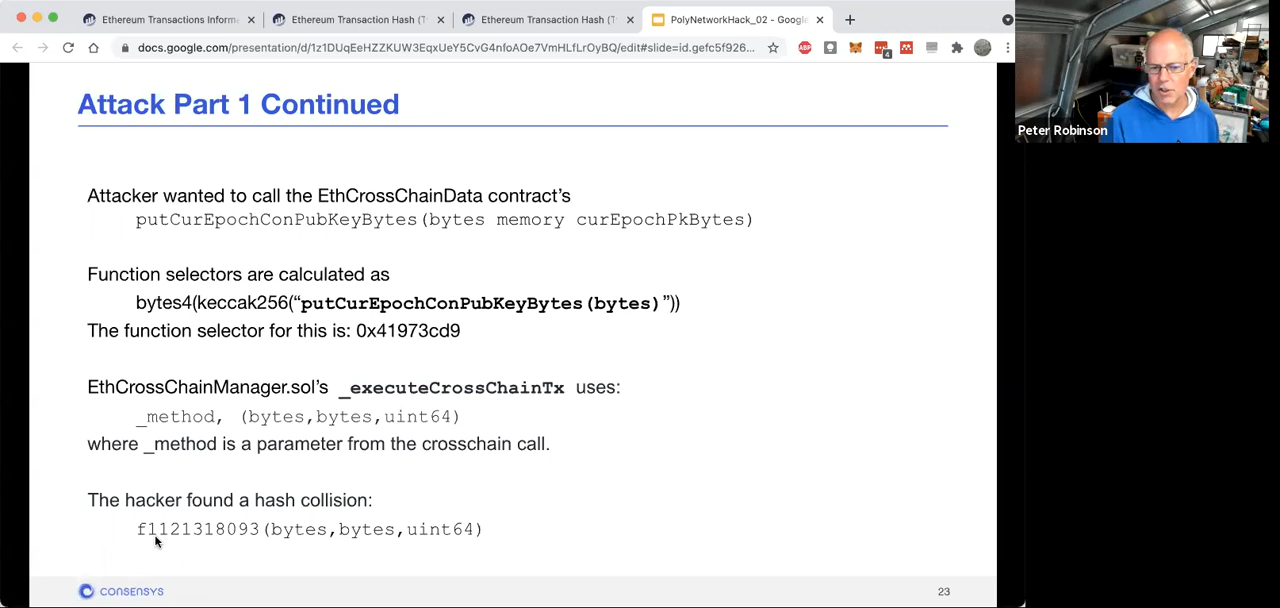 Ethereum Transactions Informa
Ethereum Transaction Hash (T
Ethereum Transaction Hash (T
PolyNetworkHack_02 - Google
docs.google.com/presentation/d/1z1DUqEeHZZKUW3EqxUeY5CvG4nfoAOe7VmHLfLrOyBQ/edit#slide=id.gefc5f926...
ABP
4
Attack Part 1 Continued
Attacker wanted to call the EthCrossChainData contract's
putCurEpochConPubKeyBytes(bytes memory curEpochPkBytes)
Function selectors are calculated as
bytes4(keccak256(“putCurEpochConPubKeyBytes(bytes)”))
The function selector for this is: 0x41973cd9
EthCrossChainManager.sol's _executeCrossChainTx uses:
_method, (bytes,bytes,uint64)
where _method is a parameter from the crosschain call.
The hacker found a hash collision:
f1121318093(bytes,bytes,uint64)
CONSENSYS
23
Peter Robinson